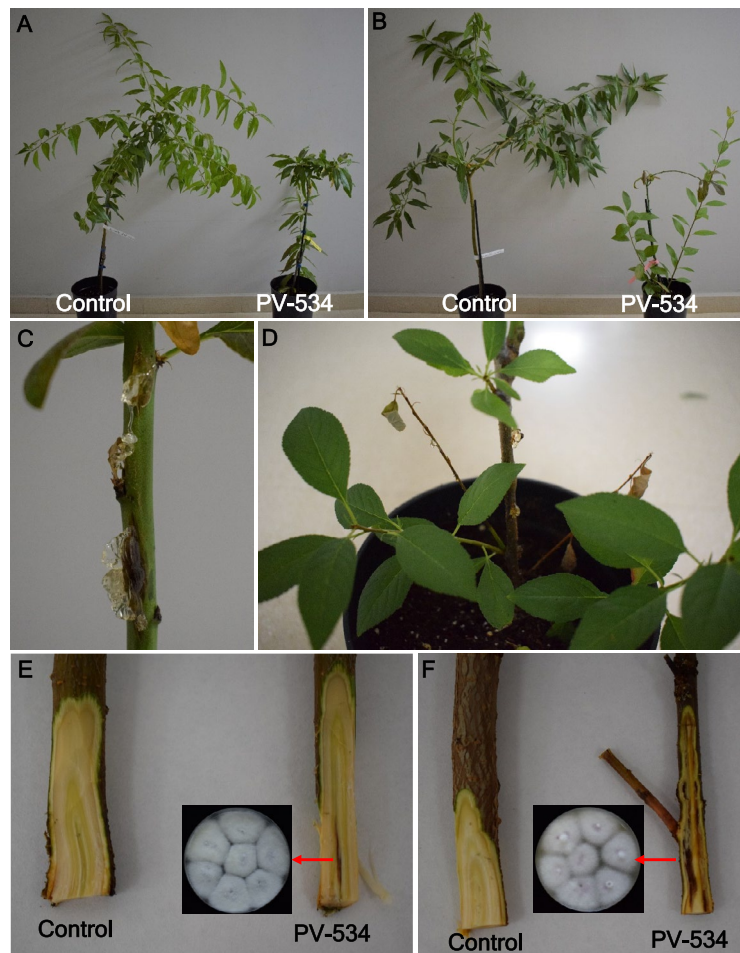 A
B
Control
PV-534
Control
PV-534
C
D
E
F
Control
PV-534
Control
PV-534